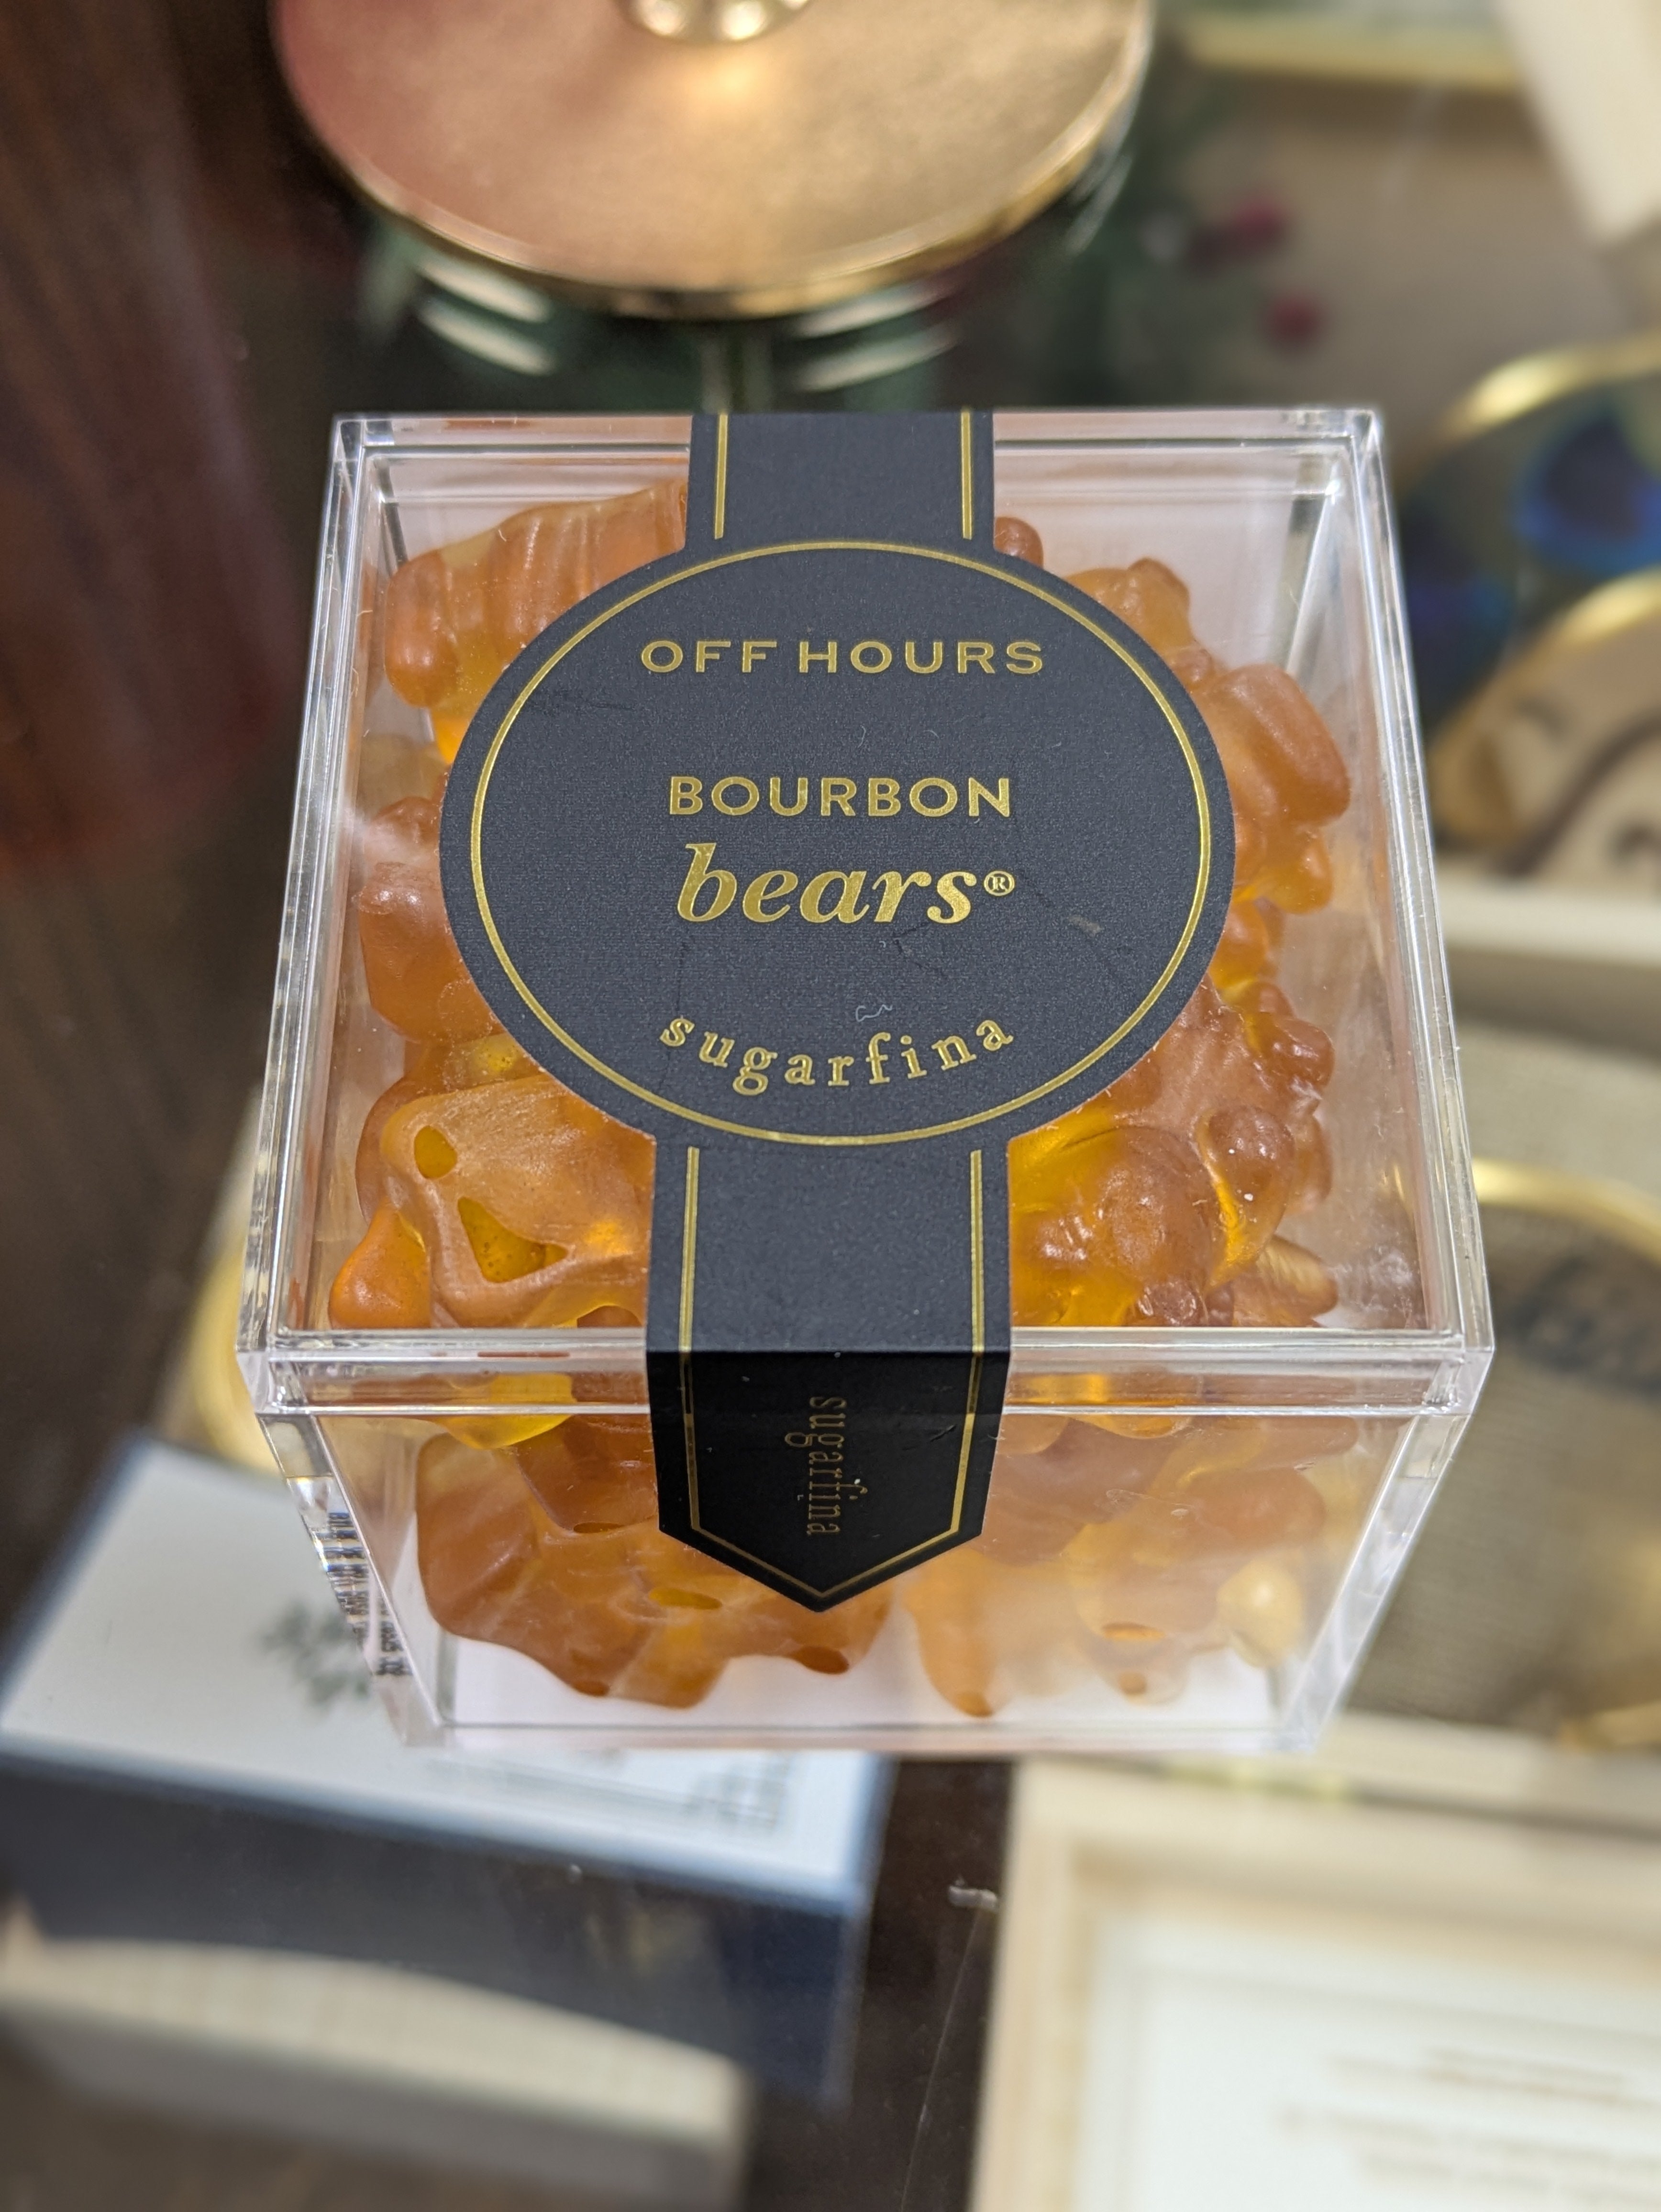 OFF HOURS
BOURBON
bears®
sugarfina
sugarfina